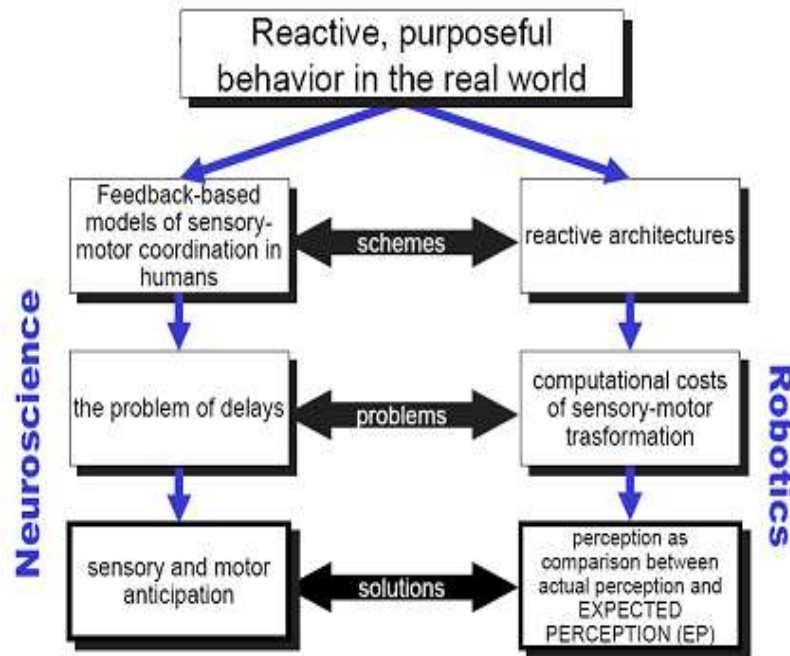 Reactive, purposeful
behavior in the real world
Feedback-based
models of sensory-
motor coordination in
humans
schemes
reactive architectures
Neuroscience
the problem of delays
problems
computational costs
of sensory-motor
trasformation
Robotics
sensory and motor
anticipation
solutions
perception as
comparison between
actual perception and
EXPECTED
PERCEPTION (EP)